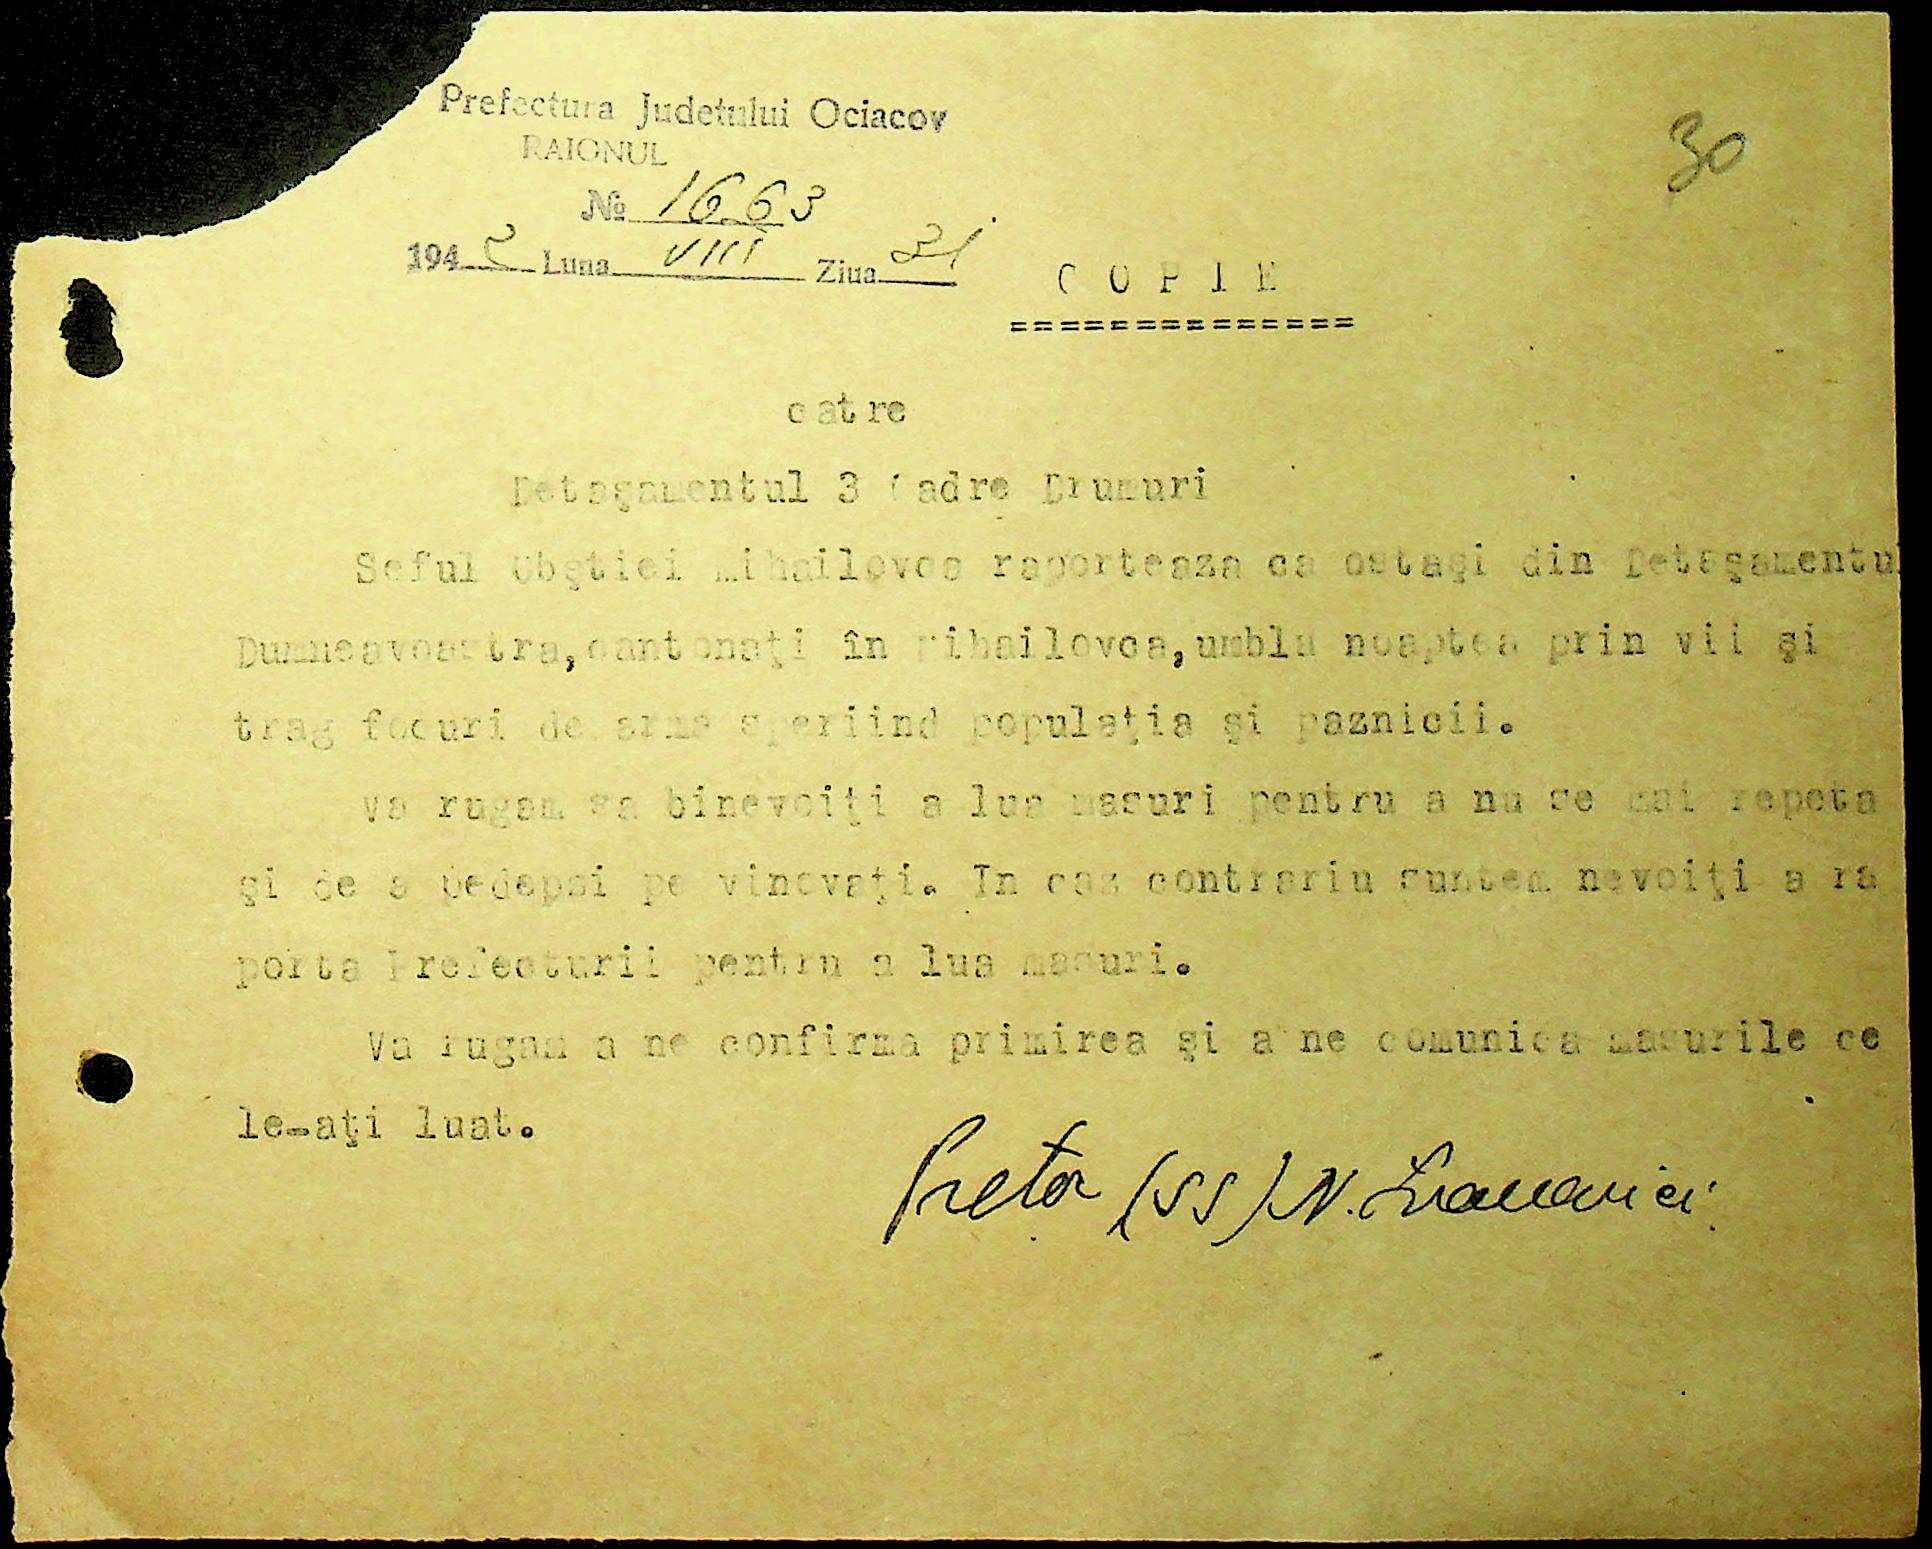 Prefectura Judetului Ociacov
RAIONUL
30
№ 1663
194 2 Luna VIII Ziua 31
COPIE
==============
catre
Detaşamentul 3 Cadre Drumuri
Seful Obştiei Mihailovca raporteaza ca ostaşi din Detaşamentul
Dumneavoastra,cantonaţi în Mihailovca,umbla noaptea prin vii şi
trag focuri de arma speriind populaţia şi paznicii.
Va rugam sa binevoiţi a lua masuri pentru a nu se mai repeta
şi de a pedepsi pe vinovaţi. In caz contrariu suntem nevoiţi a ra
porta Prefecturii pentru a lua masuri.
Va rugam a ne confirma primirea şi a ne comunica masurile ce
le-aţi luat.
Pretor (SS) N.